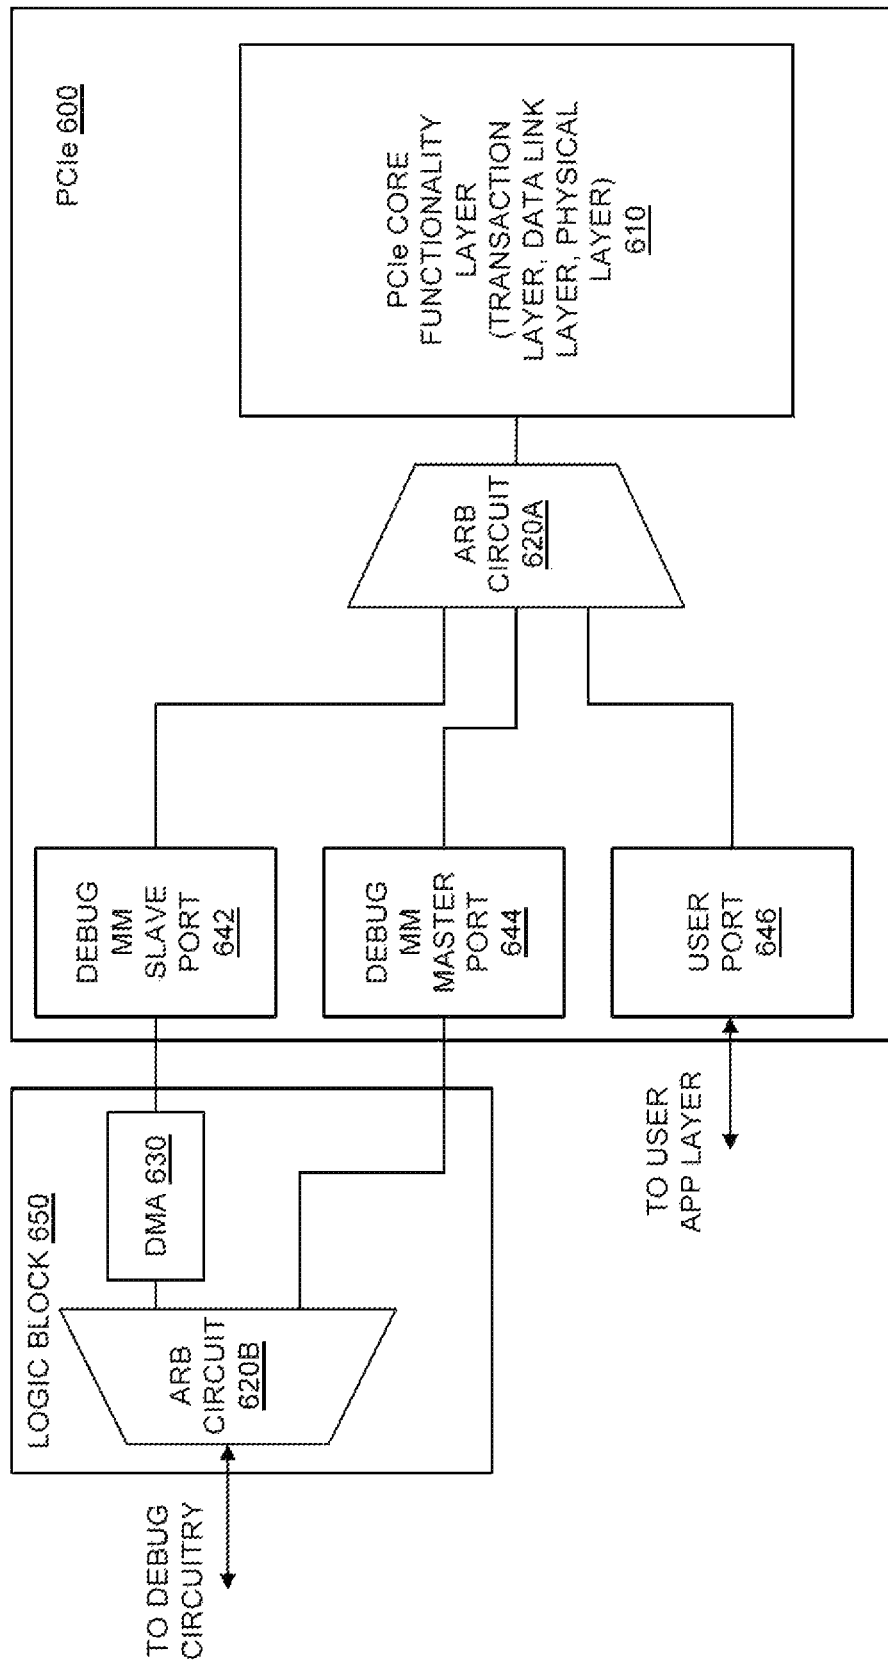 PCIe 600
PCIe CORE
FUNCTIONALITY
LAYER
(TRANSACTION
LAYER, DATA LINK
LAYER, PHYSICAL
LAYER)
610
ARB
CIRCUIT
620A
DEBUG
MM
SLAVE
PORT
642
DEBUG
MM
MASTER
PORT
644
USER
PORT
646
LOGIC BLOCK 650
DMA 630
ARB
CIRCUIT
620B
TO USER
APP LAYER
TO DEBUG
CIRCUITRY